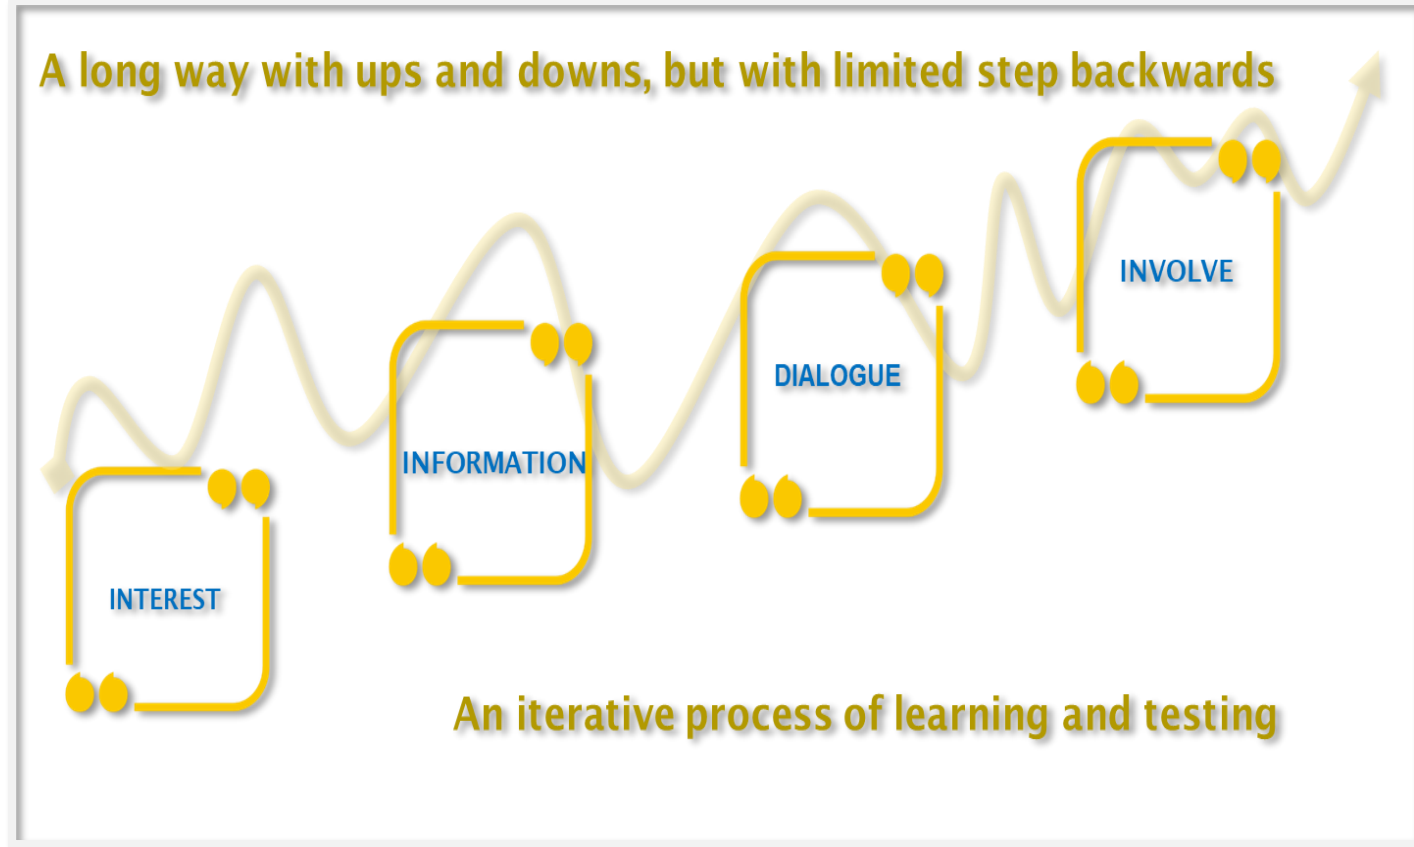 A long way with ups and downs, but with limited step backwards
INTEREST
INFORMATION
DIALOGUE
INVOLVE
An iterative process of learning and testing